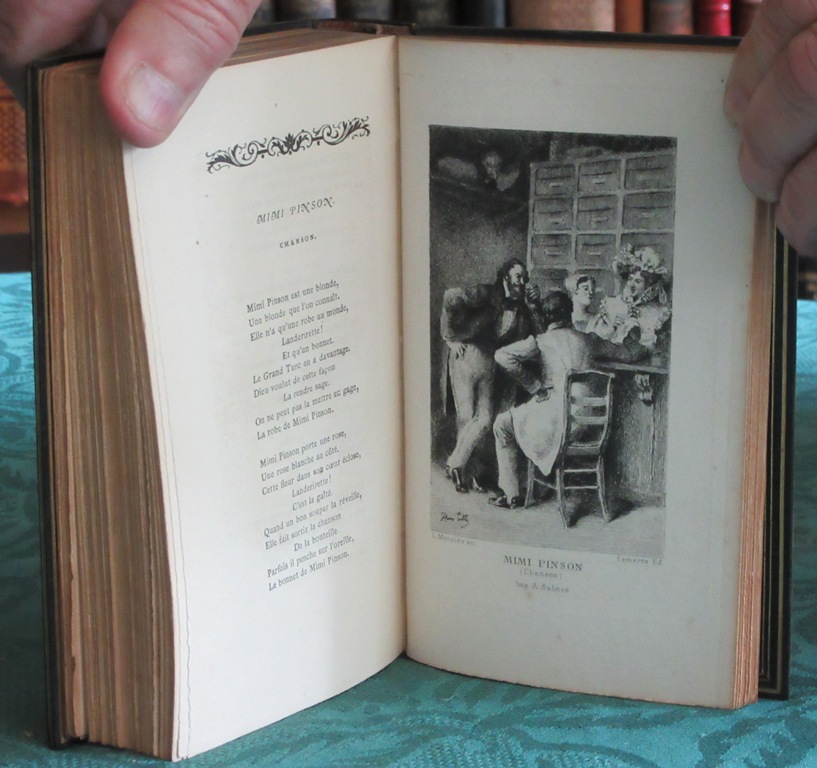 MIMI PINSON.
CHANSON.
Mimi Pinson est une blonde,
Une blonde que l'on connaît.
Elle n'a qu'une robe au monde,
Landerirette!
Et qu'un bonnet.
Le Grand Turc en a davantage.
Dieu voulut de cette façon
La rendre sage.
On ne peut pas la mettre en gage,
La robe de Mimi Pinson.
Mimi Pinson porte une rose,
Une rose blanche au côté.
Cette fleur dans son cœur éclose,
Landerirette!
C'est la gaîté.
Quand un bon souper la réveille,
Elle fait sortir la chanson
De la bouteille.
Parfois il penche sur l'oreille,
Le bonnet de Mimi Pinson.
Lemerre Ed
MIMI PINSON
(Chanson)
Imp. A. Salmon